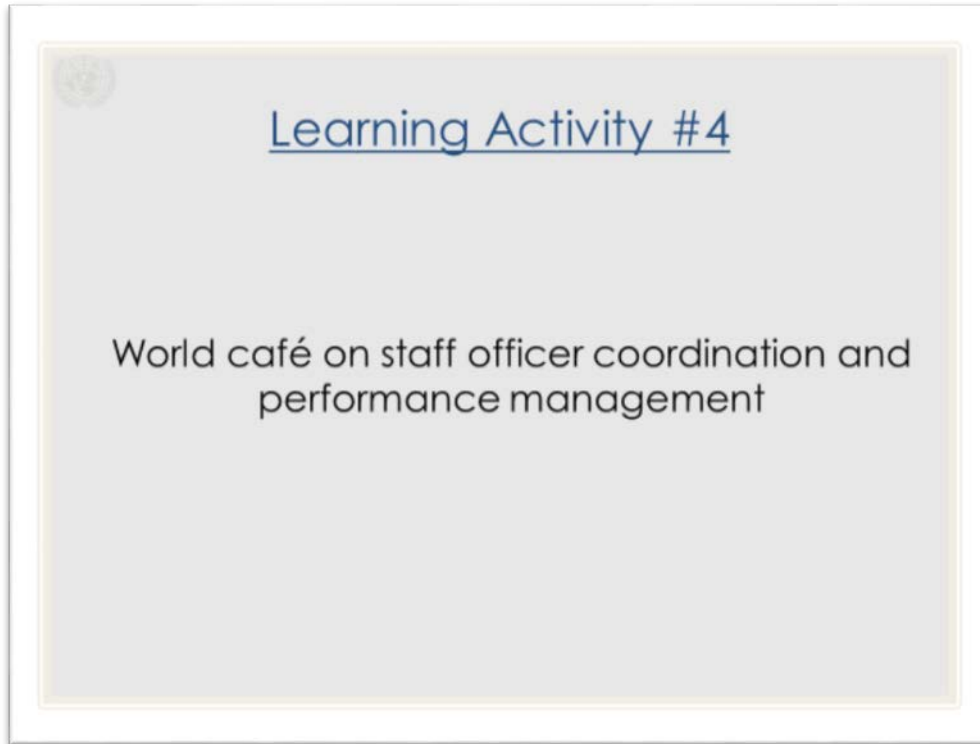 Learning Activity #4
World café on staff officer coordination and
performance management